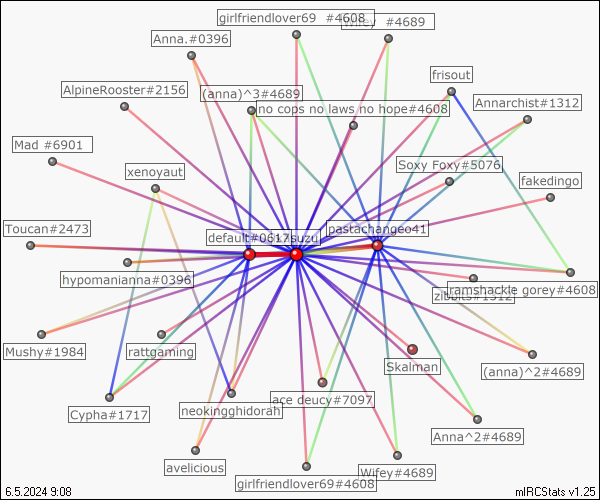 girlfriendlover69 #4608
Wifey #4689
Anna.#0396
frisout
AlpineRooster#2156
(anna)^3#4689
Annarchist#1312
no cops no laws no hope#4608
Mad #6901
Soxy Foxy#5076
xenoyaut
fakedingo
Toucan#2473
default#0617
pastachangeo41
hypomanianna#0396
ramshackle gorey#4608
zibbits#1312
Mushy#1984
rattgaming
Skalman
(anna)^2#4689
ace deucy#7097
Cypha#1717
neokingghidorah
Anna^2#4689
avelicious
Wifey#4689
girlfriendlover69#4608
6.5.2024 9:08
mIRCStats v1.25